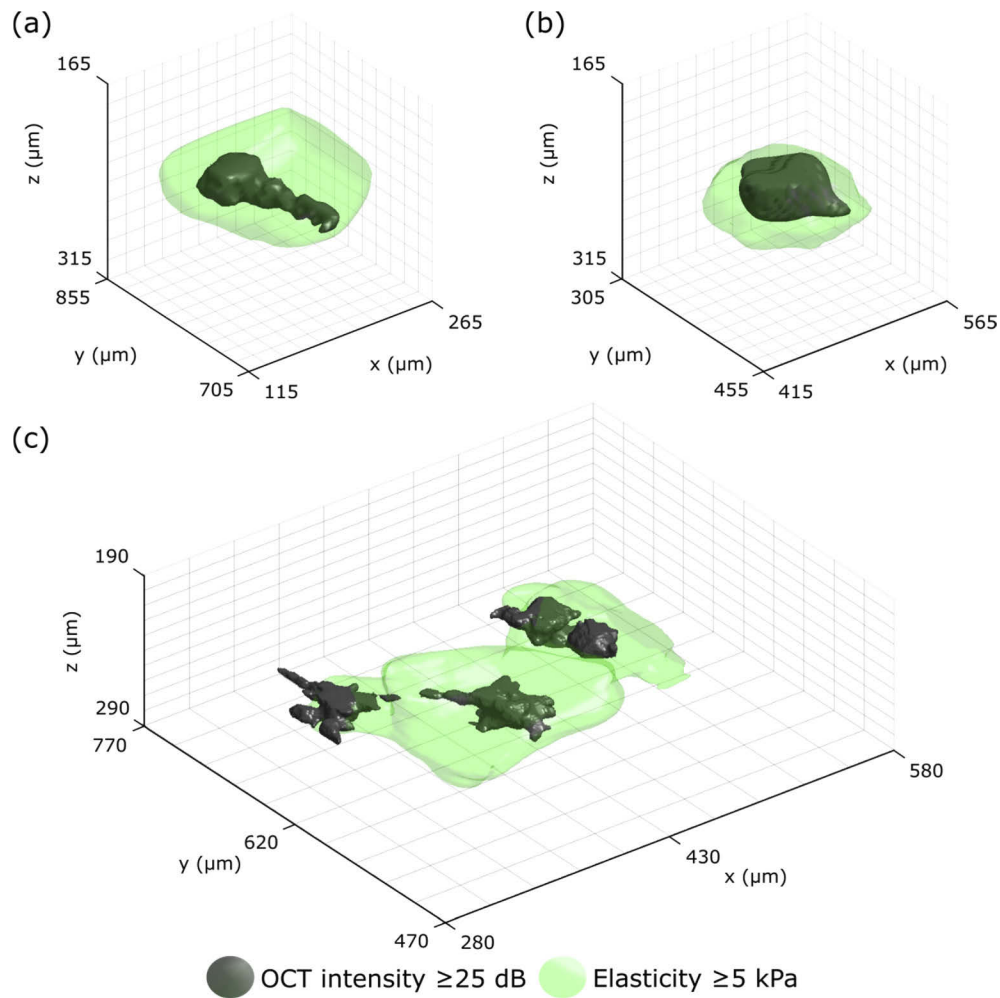 (a)
165
z (µm)
315
855
y (µm)
705
115
x (µm)
265
(b)
165
z (µm)
315
305
y (µm)
455
415
x (µm)
565
(c)
190
z (µm)
290
770
y (µm)
620
470
280
430
x (µm)
580
OCT intensity ≥25 dB
Elasticity ≥5 kPa